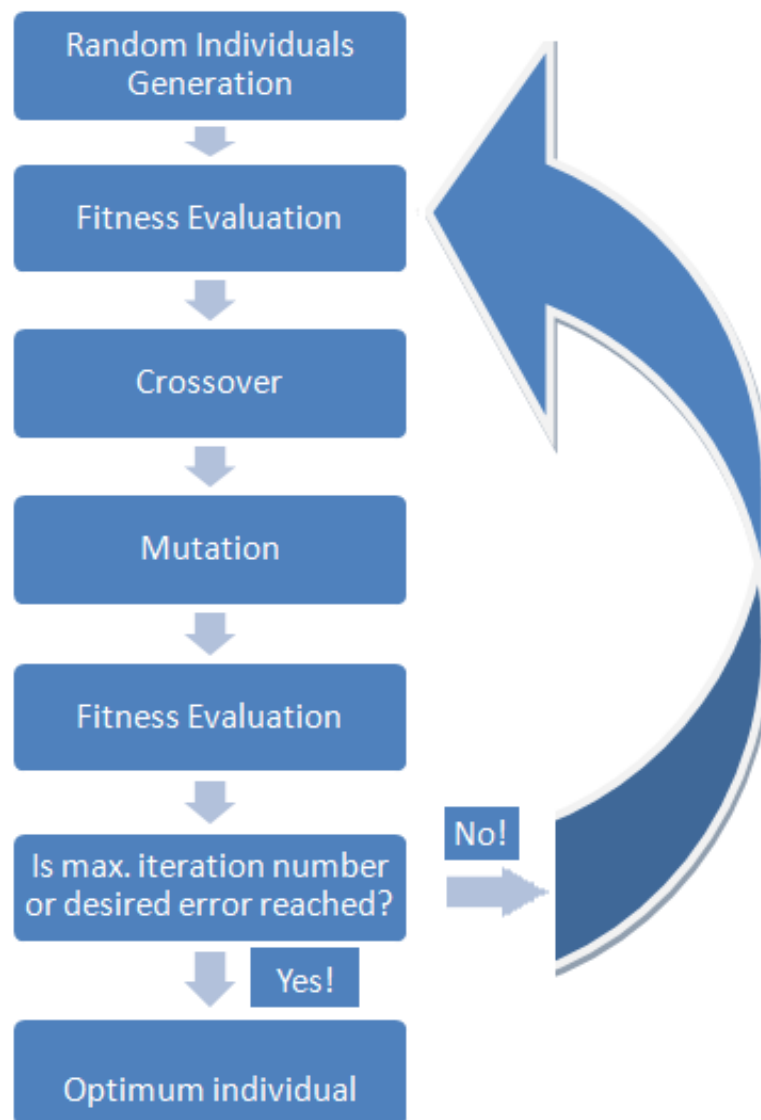 Random Individuals
Generation
Fitness Evaluation
Crossover
Mutation
Fitness Evaluation
Is max. iteration number
or desired error reached?
No!
Yes!
Optimum individual